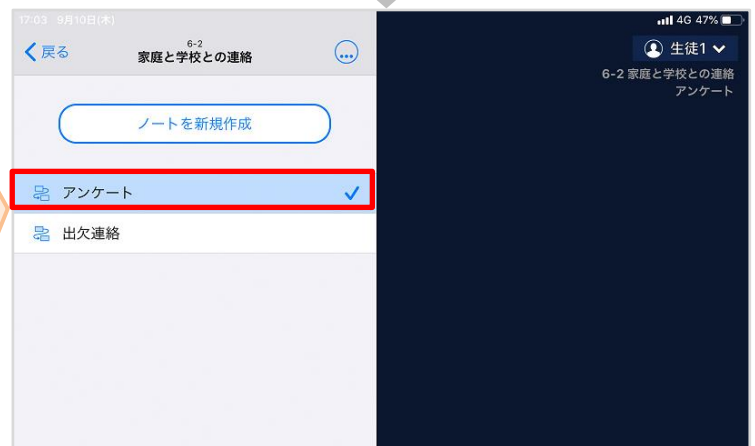 17:03 9月10日(木)
4G 47%
戻る
6-2
家庭と学校との連絡
生徒1
6-2 家庭と学校との連絡
アンケート
ノートを新規作成
アンケート
出欠連絡